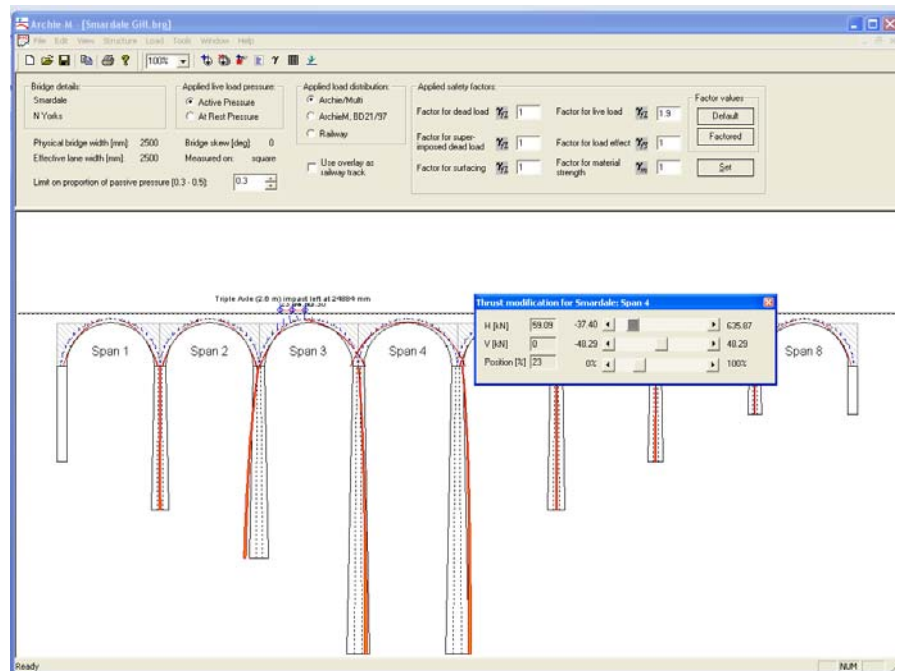 Archie-M - [Smardale Gill.brg]
File Edit View Structure Load Tools Window Help
100%
Bridge details:
Smardale
N Yorks
Physical bridge width [mm]: 2500
Effective lane width [mm]: 2500
Limit on proportion of passive pressure [0.3 - 0.5]: 0.3
Applied live load pressure:
Active Pressure
At Rest Pressure
Bridge skew [deg] 0
Measured on: square
Applied load distribution:
Archie/Multi
ArchieM, BD21/97
Railway
Use overlay as
railway track.
Applied safety factors:
Factor for dead load 1
Factor for live load 1.9
Factor for super-
imposed dead load 1
Factor for load effect 1
Factor for surfacing 1
Factor for material
strength 1
Factor values
Default
Factored
Set
Triple Axle (2.6 m) impact left at 24884 mm
Span 1
Span 2
Span 3
Span 4
Span 8
Thrust modification for Smardale: Span 4
H [kN] 59.09 -37.40 635.87
V [kN] 0 -48.29 48.29
Position [%] 23 0% 100%
Ready
NUM